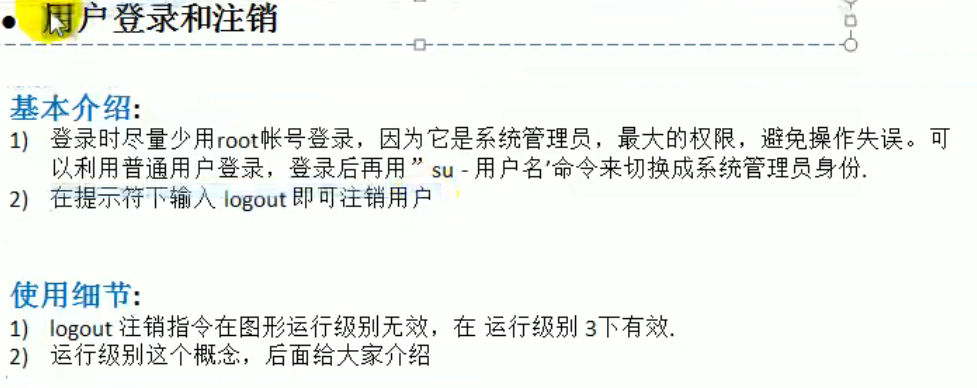 • 用户登录和注销
基本介绍:
1) 登录时尽量少用root帐号登录，因为它是系统管理员，最大的权限，避免操作失误。可
以利用普通用户登录，登录后再用”su - 用户名’命令来切换成系统管理员身份.
2) 在提示符下输入 logout 即可注销用户
使用细节:
1) logout 注销指令在图形运行级别无效，在 运行级别 3下有效.
2) 运行级别这个概念，后面给大家介绍